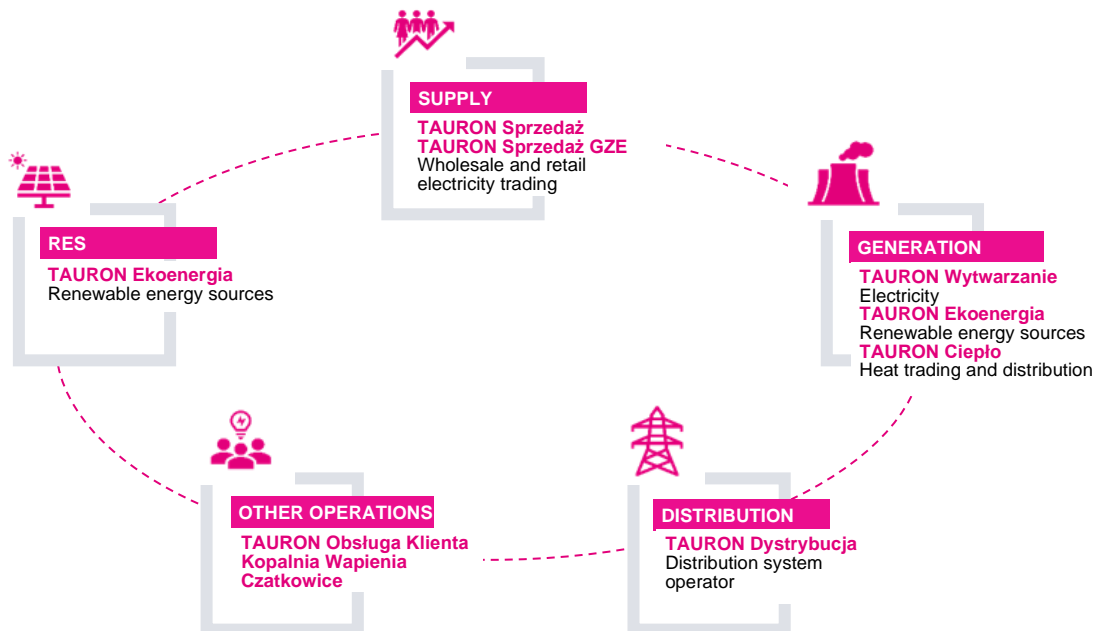 SUPPLY
TAURON Sprzedaż
TAURON Sprzedaż GZE
Wholesale and retail
electricity trading
RES
TAURON Ekoenergia
Renewable energy sources
GENERATION
TAURON Wytwarzanie
Electricity
TAURON Ekoenergia
Renewable energy sources
TAURON Ciepło
Heat trading and distribution
OTHER OPERATIONS
TAURON Obsługa Klienta
Kopalnia Wapienia
Czatkowice
DISTRIBUTION
TAURON Dystrybucja
Distribution system
operator